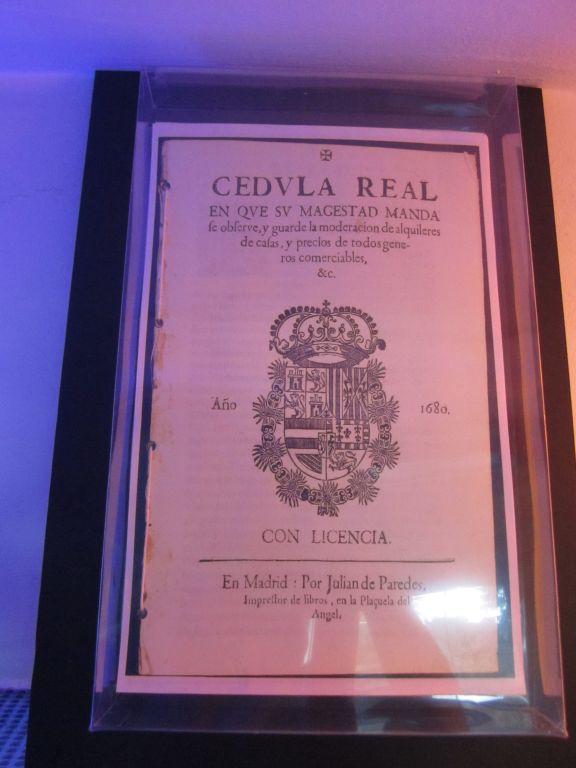 CEDVLA REAL
EN QVE SV MAGESTAD MANDA
se observe, y guarde la moderacion de alquileres
de casas, y precios de todos gene-
ros comerciables,
&c.
Año 1680.
CON LICENCIA.
En Madrid : Por Julian de Paredes,
Impressor de libros, en la Plaçuela del
Angel.